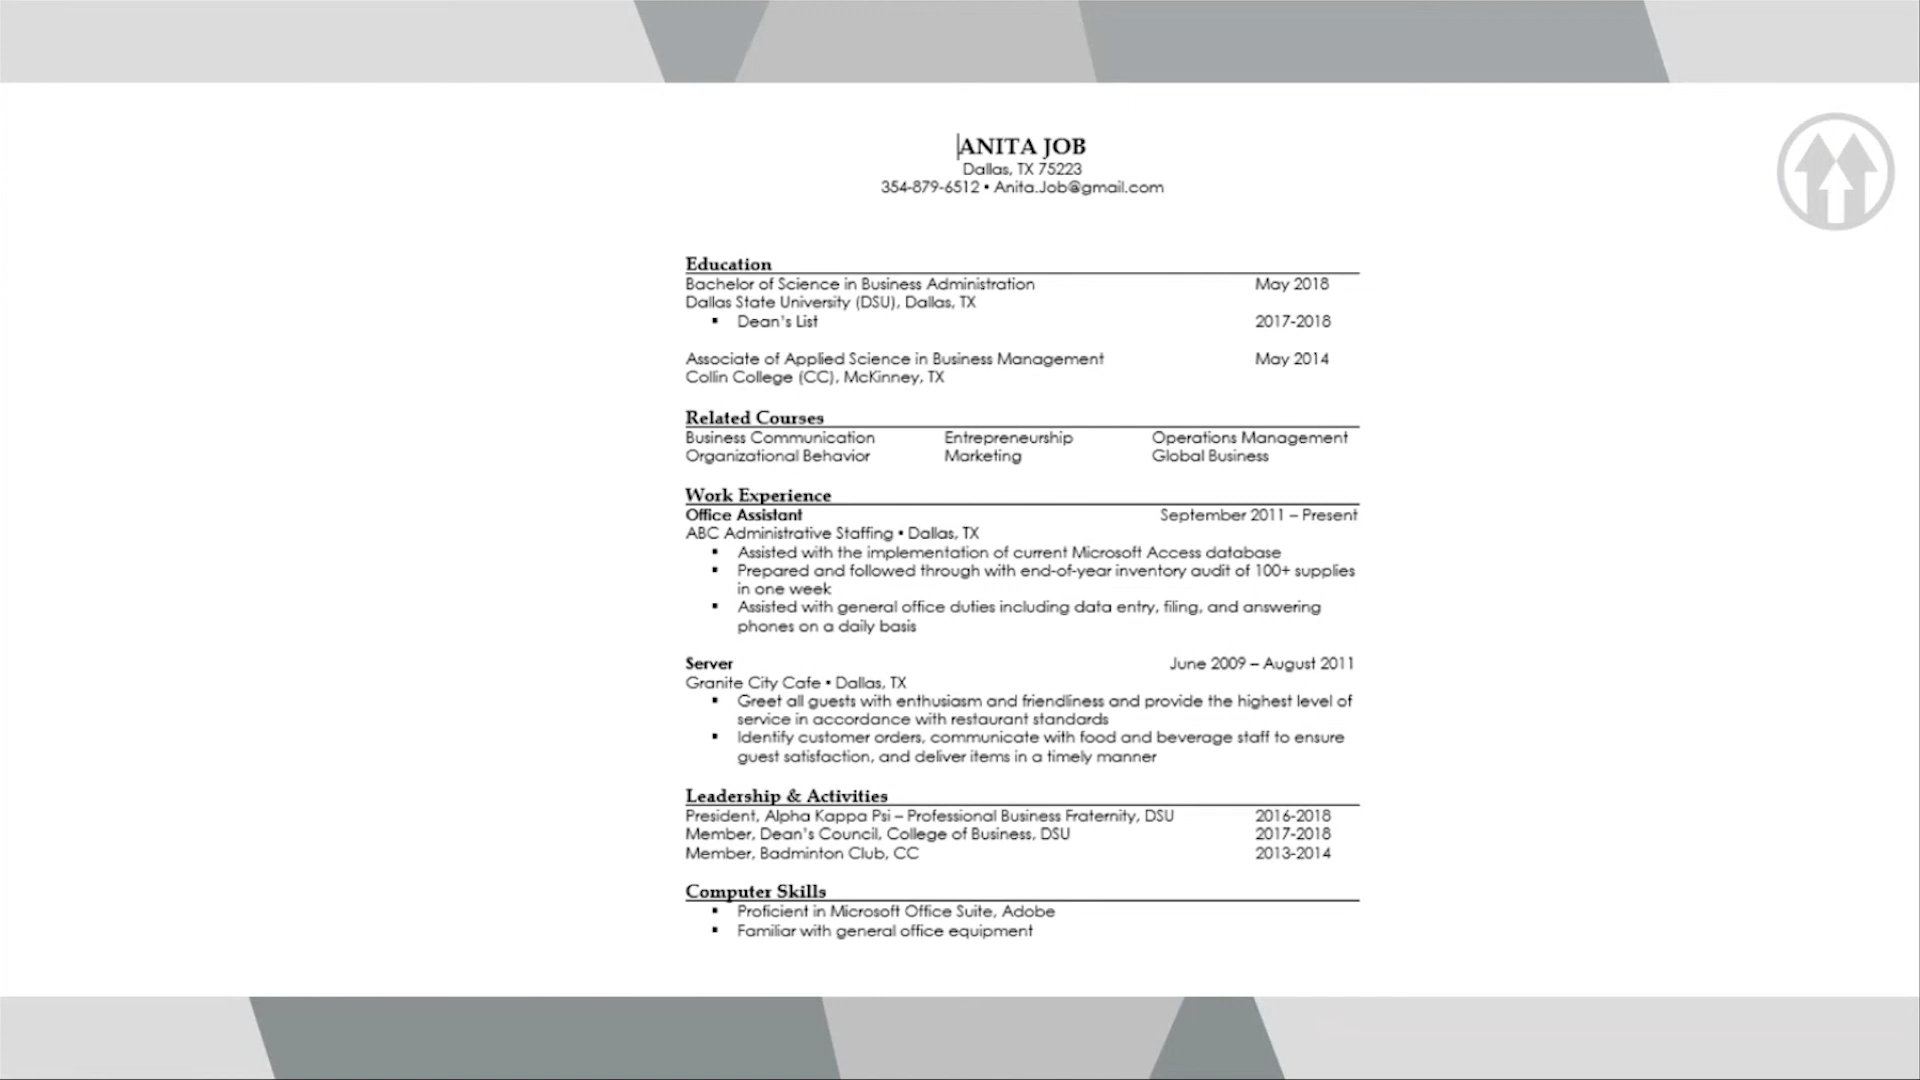 ANITA JOB
Dallas, TX 75223
354-879-6512 ▪ Anita.Job@gmail.com
Education
Bachelor of Science in Business Administration May 2018
Dallas State University (DSU), Dallas, TX
▪ Dean's List 2017-2018
Associate of Applied Science in Business Management May 2014
Collin College (CC), McKinney, TX
Related Courses
Business Communication Entrepreneurship Operations Management
Organizational Behavior Marketing Global Business
Work Experience
Office Assistant September 2011 – Present
ABC Administrative Staffing ▪ Dallas, TX
▪ Assisted with the implementation of current Microsoft Access database
▪ Prepared and followed through with end-of-year inventory audit of 100+ supplies
in one week
▪ Assisted with general office duties including data entry, filing, and answering
phones on a daily basis
Server June 2009 – August 2011
Granite City Cafe ▪ Dallas, TX
▪ Greet all guests with enthusiasm and friendliness and provide the highest level of
service in accordance with restaurant standards
▪ Identify customer orders, communicate with food and beverage staff to ensure
guest satisfaction, and deliver items in a timely manner
Leadership & Activities
President, Alpha Kappa Psi – Professional Business Fraternity, DSU 2016-2018
Member, Dean's Council, College of Business, DSU 2017-2018
Member, Badminton Club, CC 2013-2014
Computer Skills
▪ Proficient in Microsoft Office Suite, Adobe
▪ Familiar with general office equipment